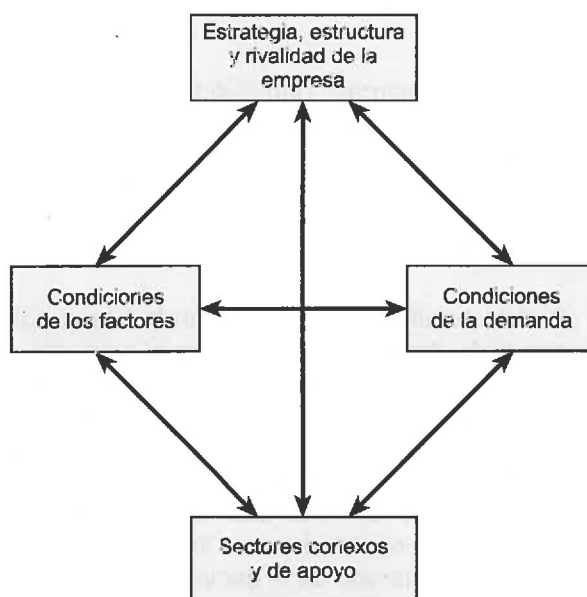 Estrategia, estructura
y rivalidad de la
empresa
Condiciones
de los factores
Condiciones
de la demanda
Sectores conexos
y de apoyo